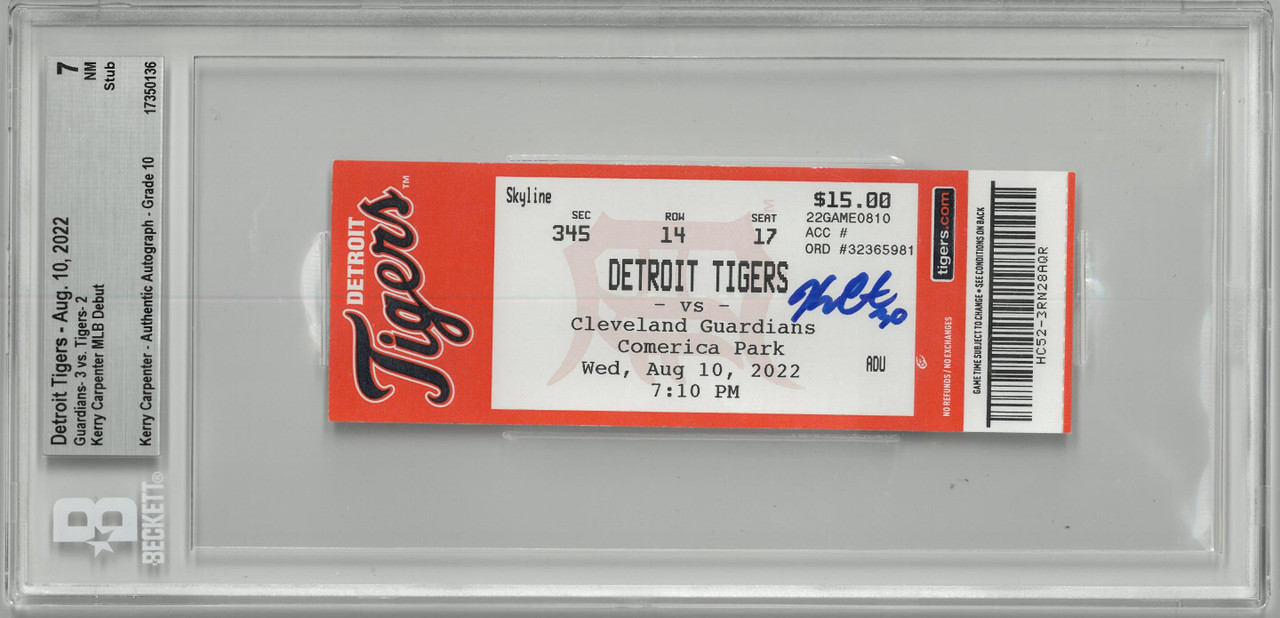 7
NM
Stub
17350136
Detroit Tigers - Aug. 10, 2022
Guardians- 3 vs. Tigers- 2
Kerry Carpenter MLB Debut
Kerry Carpenter - Authentic Autograph - Grade 10
B
BECKETT®
DETROIT
Tigers™
Skyline
SEC ROW SEAT
345 14 17
$15.00
22GAME0810
ACC #
ORD #32365981
DETROIT TIGERS
- vs -
Cleveland Guardians
Comerica Park
Wed, Aug 10, 2022
7:10 PM
ADU
tigers.com
NO REFUNDS / NO EXCHANGES
GAME TIME SUBJECT TO CHANGE • SEE CONDITIONS ON BACK
HC52-3RN28AQR